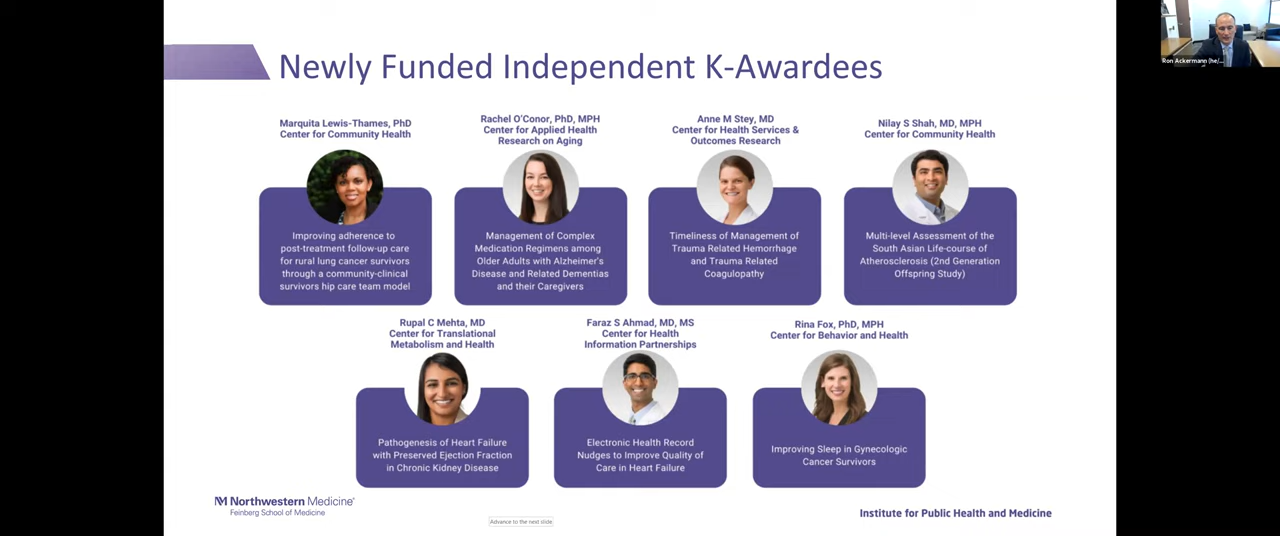 Newly Funded Independent K-Awardees
Ron Ackermann (he/...
Marquita Lewis-Thames, PhD
Center for Community Health
Improving adherence to
post-treatment follow-up care
for rural lung cancer survivors
through a community-clinical
survivors hip care team model
Rachel O'Conor, PhD, MPH
Center for Applied Health
Research on Aging
Management of Complex
Medication Regimens among
Older Adults with Alzheimer's
Disease and Related Dementias
and their Caregivers
Anne M Stey, MD
Center for Health Services &
Outcomes Research
Timeliness of Management of
Trauma Related Hemorrhage
and Trauma Related
Coagulopathy
Nilay S Shah, MD, MPH
Center for Community Health
Multi-level Assessment of the
South Asian Life-course of
Atherosclerosis (2nd Generation
Offspring Study)
Rupal C Mehta, MD
Center for Translational
Metabolism and Health
Pathogenesis of Heart Failure
with Preserved Ejection Fraction
in Chronic Kidney Disease
Faraz S Ahmad, MD, MS
Center for Health
Information Partnerships
Electronic Health Record
Nudges to Improve Quality of
Care in Heart Failure
Rina Fox, PhD, MPH
Center for Behavior and Health
Improving Sleep in Gynecologic
Cancer Survivors
NM Northwestern Medicine®
Feinberg School of Medicine
Advance to the next slide
Institute for Public Health and Medicine